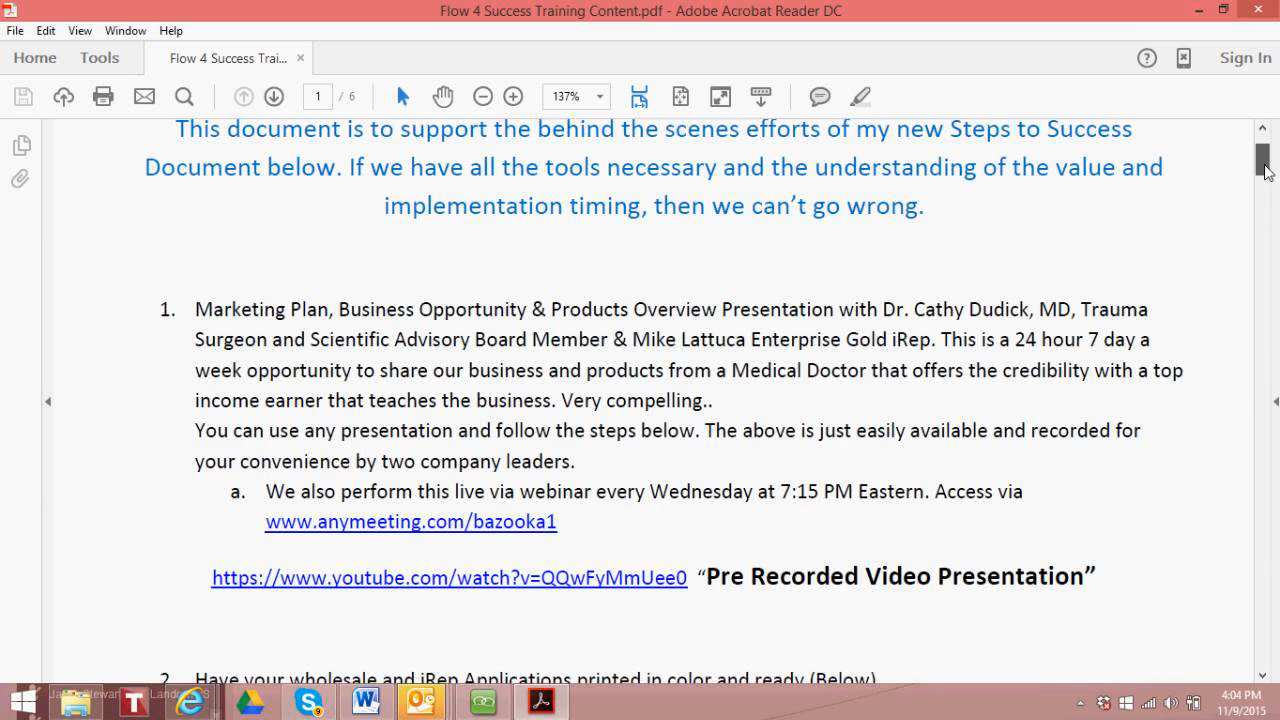 Flow 4 Success Training Content.pdf - Adobe Acrobat Reader DC
File Edit View Window Help
Home Tools Flow 4 Success Trai... × Sign In
1 / 6 137%
This document is to support the behind the scenes efforts of my new Steps to Success
Document below. If we have all the tools necessary and the understanding of the value and
implementation timing, then we can’t go wrong.
1. Marketing Plan, Business Opportunity & Products Overview Presentation with Dr. Cathy Dudick, MD, Trauma
Surgeon and Scientific Advisory Board Member & Mike Lattuca Enterprise Gold iRep. This is a 24 hour 7 day a
week opportunity to share our business and products from a Medical Doctor that offers the credibility with a top
income earner that teaches the business. Very compelling..
You can use any presentation and follow the steps below. The above is just easily available and recorded for
your convenience by two company leaders.
a. We also perform this live via webinar every Wednesday at 7:15 PM Eastern. Access via
www.anymeeting.com/bazooka1
https://www.youtube.com/watch?v=QQwFyMmUee0 “Pre Recorded Video Presentation”
2. Have your wholesale and iRep Applications printed in color and ready (Below)
4:04 PM
11/9/2015